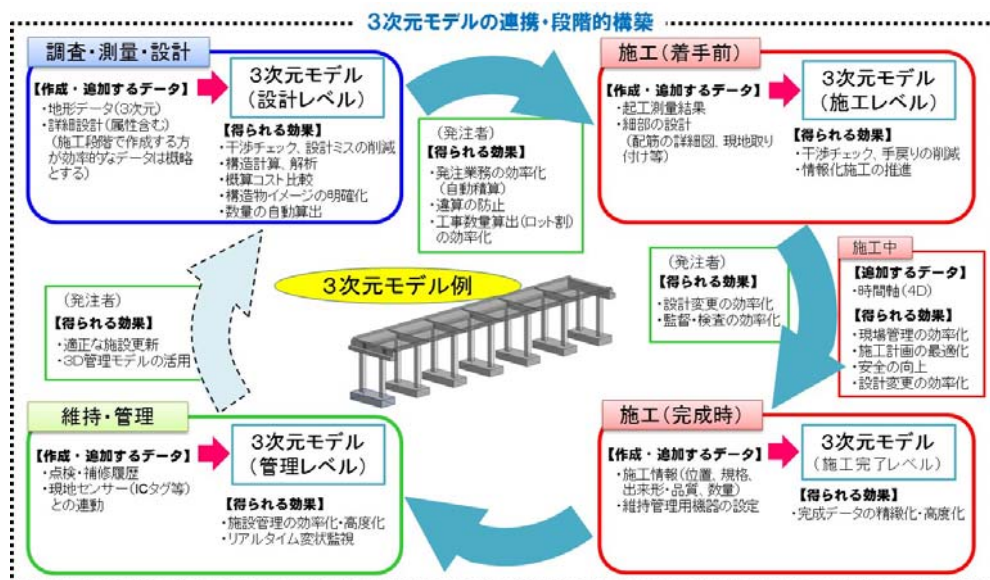 3次元モデルの連携・段階的構築
調査・測量・設計
【作成・追加するデータ】
・地形データ(3次元)
・詳細設計(属性含む)
(施工段階で作成する方
が効率的なデータは概略
とする)
3次元モデル
(設計レベル)
【得られる効果】
・干渉チェック、設計ミスの削減
・構造計算、解析
・概算コスト比較
・構造物イメージの明確化
・数量の自動算出
(発注者)
【得られる効果】
・発注業務の効率化
(自動積算)
・違算の防止
・工事数量算出(ロット割)
の効率化
施工(着手前)
【作成・追加するデータ】
・起工測量結果
・細部の設計
(配筋の詳細図、現地取り
付け等)
3次元モデル
(施工レベル)
【得られる効果】
・干渉チェック、手戻りの削減
・情報化施工の推進
(発注者)
【得られる効果】
・設計変更の効率化
・監督・検査の効率化
施工中
【追加するデータ】
・時間軸(4D)
【得られる効果】
・現場管理の効率化
・施工計画の最適化
・安全の向上
・設計変更の効率化
3次元モデル例
(発注者)
【得られる効果】
・適正な施設更新
・3D管理モデルの活用
維持・管理
【作成・追加するデータ】
・点検・補修履歴
・現地センサー(ICタグ等)
との連動
3次元モデル
(管理レベル)
【得られる効果】
・施設管理の効率化・高度化
・リアルタイム変状監視
施工(完成時)
【作成・追加するデータ】
・施工情報(位置、規格、
出来形・品質、数量)
・維持管理用機器の設定
3次元モデル
(施工完了レベル)
【得られる効果】
・完成データの精緻化・高度化